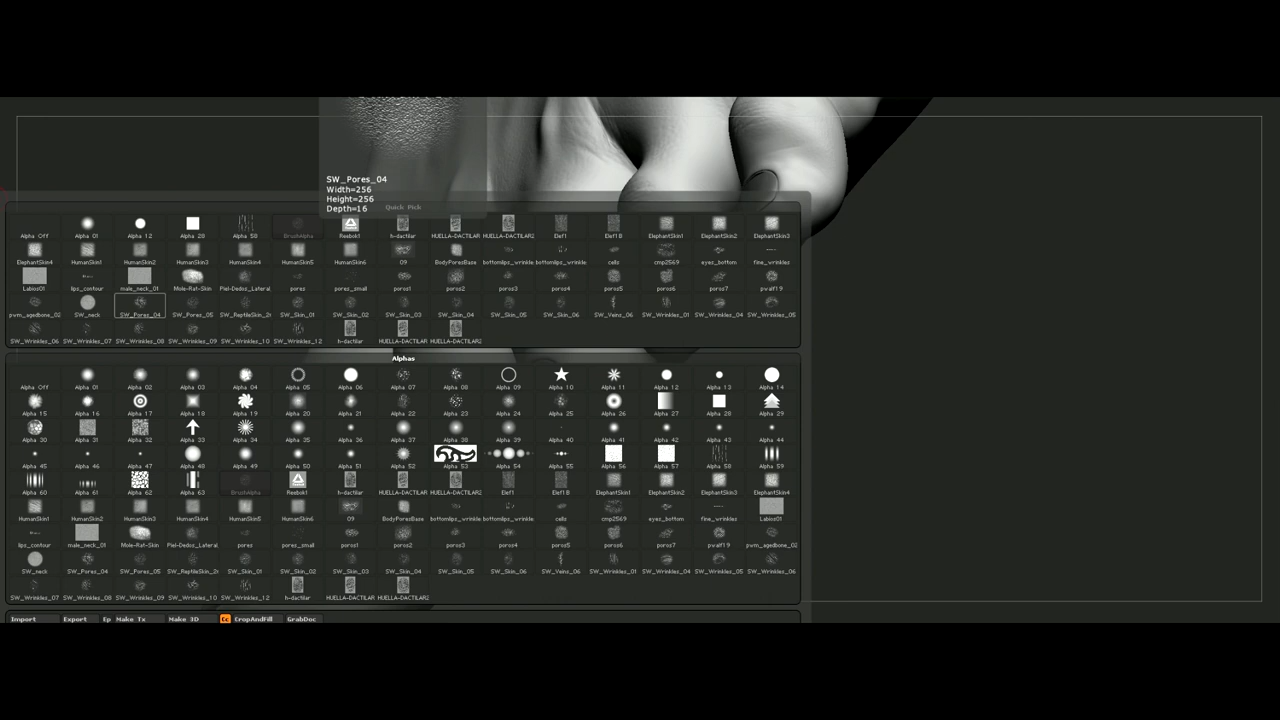 SW_Pores_04
Width=256
Height=256
Depth=16
Quick Pick
Alpha Off Alpha 01 Alpha 12 Alpha 28 Alpha 58 BrushAlpha Reebok1 h-dactilar HUELLA-DACTILAR HUELLA-DACTILAR2 Elef1 Elef1B ElephantSkin1 ElephantSkin2 ElephantSkin3
ElephantSkin4 HumanSkin1 HumanSkin2 HumanSkin3 HumanSkin4 HumanSkin5 HumanSkin6 09 BodyPoresBase bottomlips_wrinkle bottomlips_wrinkle cells cmp2569 eyes_bottom fine_wrinkles
Labios01 lips_contour male_neck_01 Mole-Rat-Skin Piel-Dedos_Lateral pores pores_small poros1 poros2 poros3 poros4 poros5 poros6 poros7 pwalf19
pwm_agedbone_02 SW_neck SW_Pores_04 SW_Pores_05 SW_ReptileSkin_2 SW_Skin_01 SW_Skin_02 SW_Skin_03 SW_Skin_04 SW_Skin_05 SW_Skin_06 SW_Veins_06 SW_Wrinkles_01 SW_Wrinkles_04 SW_Wrinkles_05
SW_Wrinkles_06 SW_Wrinkles_07 SW_Wrinkles_08 SW_Wrinkles_09 SW_Wrinkles_10 SW_Wrinkles_12 h-dactilar HUELLA-DACTILAR HUELLA-DACTILAR2
Alphas
Alpha Off Alpha 01 Alpha 02 Alpha 03 Alpha 04 Alpha 05 Alpha 06 Alpha 07 Alpha 08 Alpha 09 Alpha 10 Alpha 11 Alpha 12 Alpha 13 Alpha 14
Alpha 15 Alpha 16 Alpha 17 Alpha 18 Alpha 19 Alpha 20 Alpha 21 Alpha 22 Alpha 23 Alpha 24 Alpha 25 Alpha 26 Alpha 27 Alpha 28 Alpha 29
Alpha 30 Alpha 31 Alpha 32 Alpha 33 Alpha 34 Alpha 35 Alpha 36 Alpha 37 Alpha 38 Alpha 39 Alpha 40 Alpha 41 Alpha 42 Alpha 43 Alpha 44
Alpha 45 Alpha 46 Alpha 47 Alpha 48 Alpha 49 Alpha 50 Alpha 51 Alpha 52 Alpha 53 Alpha 54 Alpha 55 Alpha 56 Alpha 57 Alpha 58 Alpha 59
Alpha 60 Alpha 61 Alpha 62 Alpha 63 BrushAlpha Reebok1 h-dactilar HUELLA-DACTILAR HUELLA-DACTILAR2 Elef1 Elef1B ElephantSkin1 ElephantSkin2 ElephantSkin3 ElephantSkin4
HumanSkin1 HumanSkin2 HumanSkin3 HumanSkin4 HumanSkin5 HumanSkin6 09 BodyPoresBase bottomlips_wrinkle bottomlips_wrinkle cells cmp2569 eyes_bottom fine_wrinkles Labios01
lips_contour male_neck_01 Mole-Rat-Skin Piel-Dedos_Lateral pores pores_small poros1 poros2 poros3 poros4 poros5 poros6 poros7 pwalf19 pwm_agedbone_02
SW_neck SW_Pores_04 SW_Pores_05 SW_ReptileSkin_2 SW_Skin_01 SW_Skin_02 SW_Skin_03 SW_Skin_04 SW_Skin_05 SW_Skin_06 SW_Veins_06 SW_Wrinkles_01 SW_Wrinkles_04 SW_Wrinkles_05 SW_Wrinkles_06
SW_Wrinkles_07 SW_Wrinkles_08 SW_Wrinkles_09 SW_Wrinkles_10 SW_Wrinkles_12 h-dactilar HUELLA-DACTILAR HUELLA-DACTILAR2
Import Export Ep Make Tx Make 3D Cc CropAndFill GrabDoc